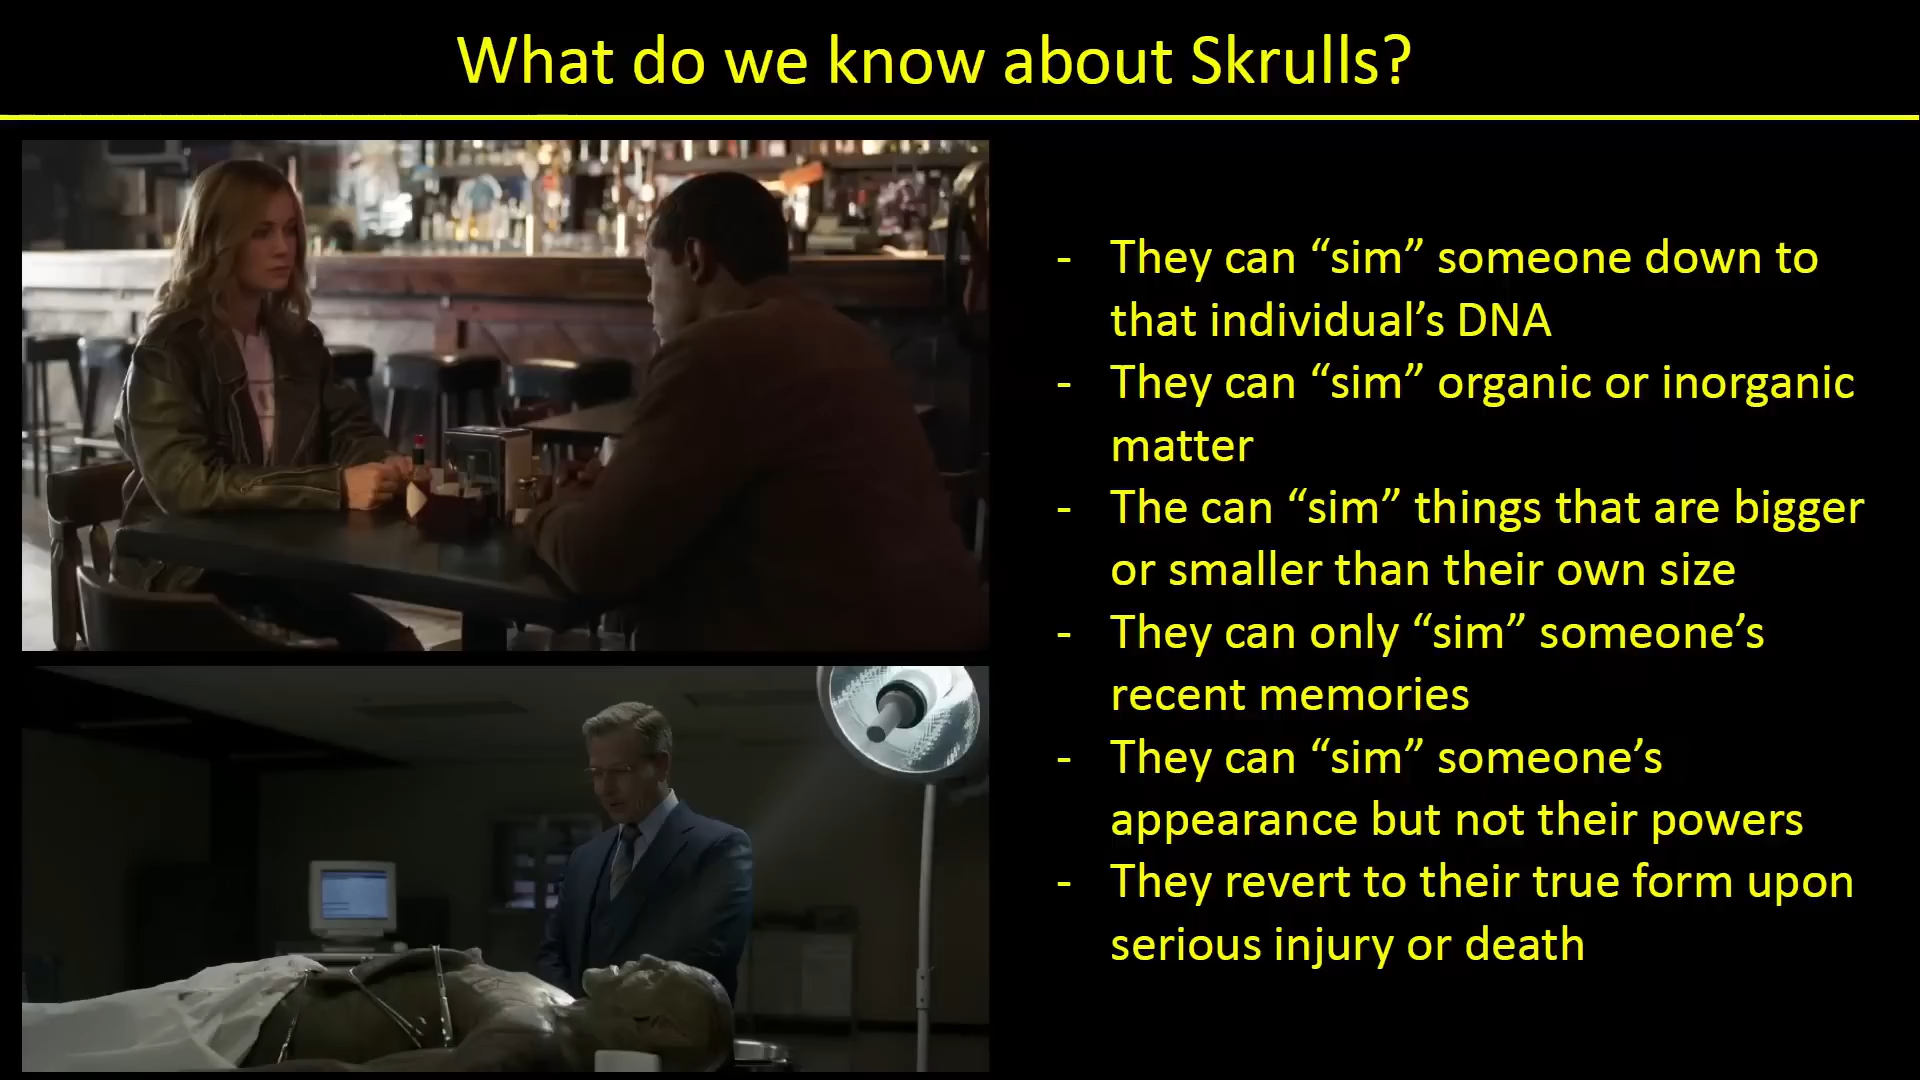 What do we know about Skrulls?
- They can “sim” someone down to
that individual’s DNA
- They can “sim” organic or inorganic
matter
- The can “sim” things that are bigger
or smaller than their own size
- They can only “sim” someone’s
recent memories
- They can “sim” someone’s
appearance but not their powers
- They revert to their true form upon
serious injury or death